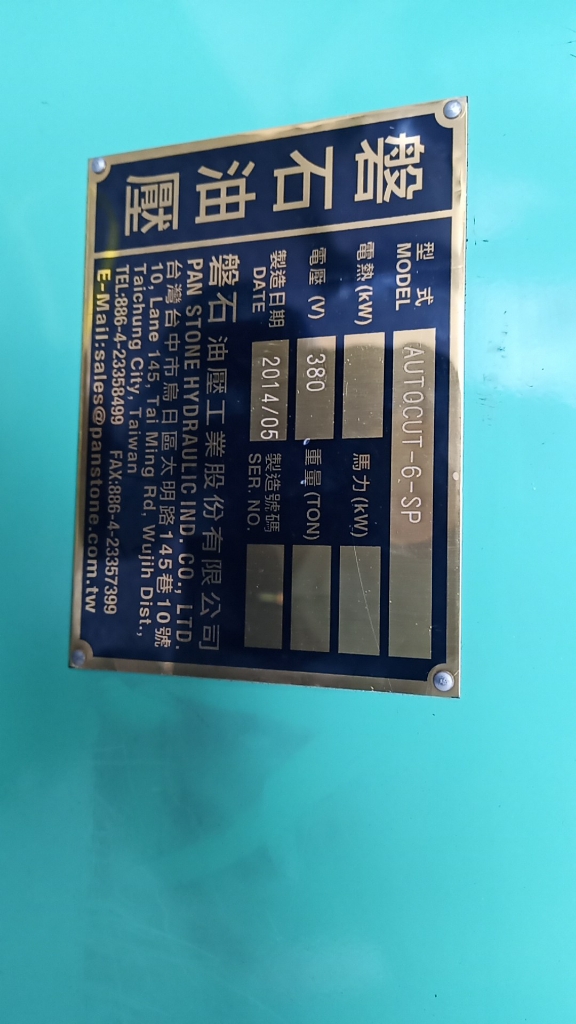 磐石油壓
型式 MODEL AUTOCUT-6-SP
電熱(kW) 馬力(kW)
電壓(V) 380 重量(TON)
製造日期 DATE 2014/05 製造號碼 SER. NO.
磐石油壓工業股份有限公司
PAN STONE HYDRAULIC IND. CO., LTD.
台灣台中市烏日區太明路145巷10號
10, Lane 145, Tai Ming Rd. Wujih Dist.,
Taichung City, Taiwan
TEL:886-4-23358499 FAX:886-4-23357399
E-Mail:sales@panstone.com.tw